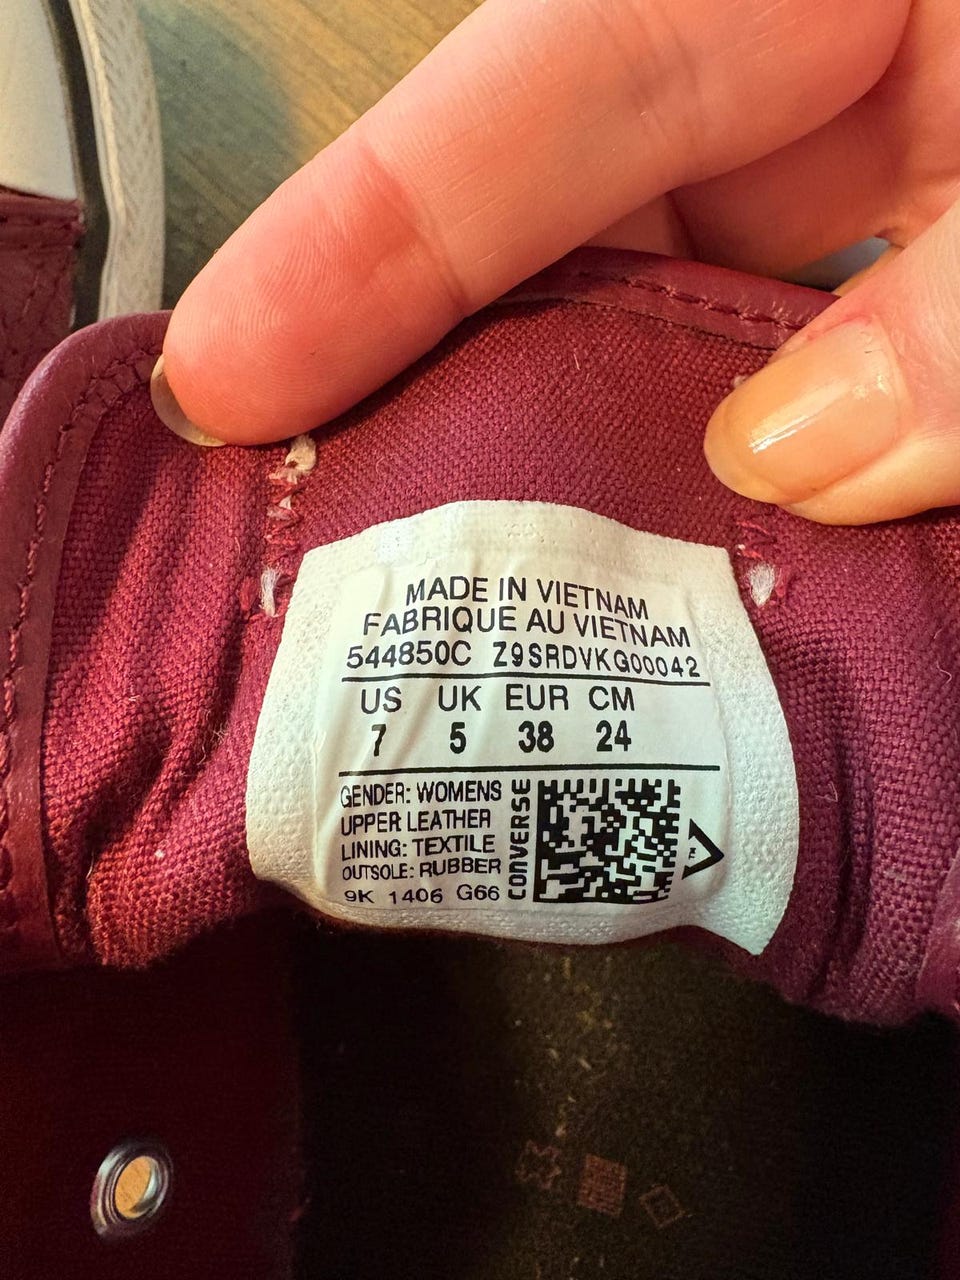 MADE IN VIETNAM
FABRIQUE AU VIETNAM
544850C Z9SRDVKG00042
US UK EUR CM
7 5 38 24
GENDER: WOMENS
UPPER LEATHER
LINING: TEXTILE
OUTSOLE: RUBBER
9K 1406 G66
CONVERSE
E